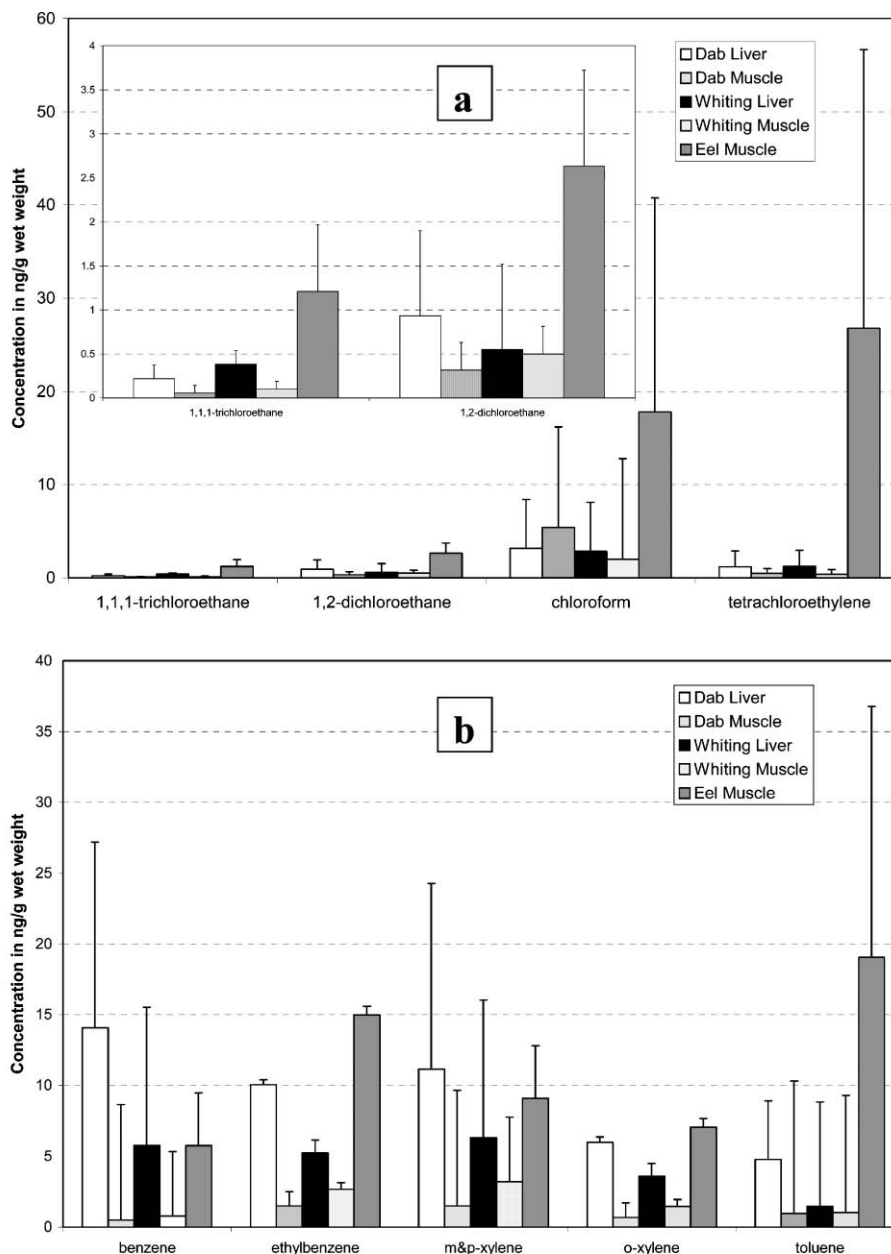 60
50
40
30
20
10
0
Concentration in ng/g wet weight
4
3.5
3
2.5
2
1.5
1
0.5
0
1,1,1-trichloroethane 1,2-dichloroethane
a
Dab Liver
Dab Muscle
Whiting Liver
Whiting Muscle
Eel Muscle
1,1,1-trichloroethane 1,2-dichloroethane chloroform tetrachloroethylene
40
35
30
25
20
15
10
5
0
Concentration in ng/g wet weight
b
Dab Liver
Dab Muscle
Whiting Liver
Whiting Muscle
Eel Muscle
benzene ethylbenzene m&p-xylene o-xylene toluene